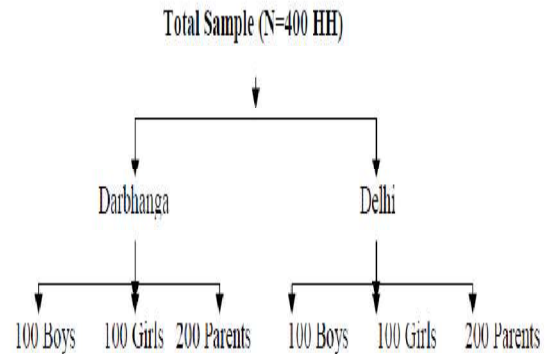 Total Sample (N=400 HH)
Darbhanga Delhi
100 Boys 100 Girls 200 Parents 100 Boys 100 Girls 200 Parents